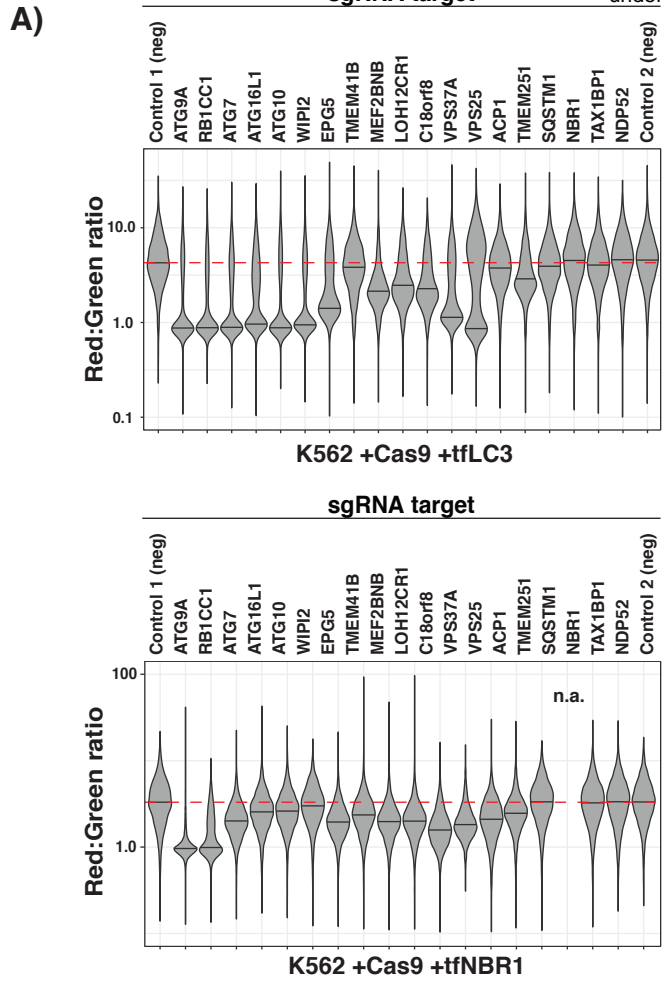 A)
sgRNA target
under
Control 1 (neg)
ATG9A
RB1CC1
ATG7
ATG16L1
ATG10
WIPI2
EPG5
TMEM41B
MEF2BNB
LOH12CR1
C18orf8
VPS37A
VPS25
ACP1
TMEM251
SQSTM1
NBR1
TAX1BP1
NDP52
Control 2 (neg)
Red:Green ratio
10.0
1.0
0.1
K562 +Cas9 +tfLC3
sgRNA target
Control 1 (neg)
ATG9A
RB1CC1
ATG7
ATG16L1
ATG10
WIPI2
EPG5
TMEM41B
MEF2BNB
LOH12CR1
C18orf8
VPS37A
VPS25
ACP1
TMEM251
SQSTM1
NBR1
TAX1BP1
NDP52
Control 2 (neg)
Red:Green ratio
100
n.a.
1.0
K562 +Cas9 +tfNBR1